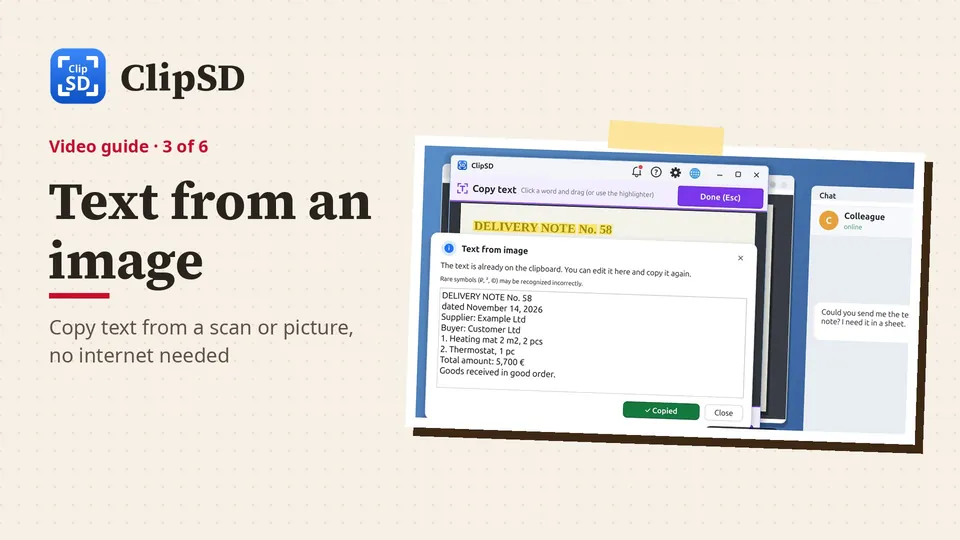 Clip
SD
ClipSD
Video guide · 3 of 6
Text from an
image
Copy text from a scan or picture,
no internet needed
ClipSD
Copy text Click a word and drag (or use the highlighter)
Done (Esc)
DELIVERY NOTE No. 58
Text from image
The text is already on the clipboard. You can edit it here and copy it again.
Rare symbols (₽, ², ©) may be recognized incorrectly.
DELIVERY NOTE No. 58
dated November 14, 2026
Supplier: Example Ltd
Buyer: Customer Ltd
1. Heating mat 2 m2, 2 pcs
2. Thermostat, 1 pc
Total amount: 5,700 €
Goods received in good order.
✓ Copied
Close
Chat
C
Colleague
online
Could you send me the te
note? I need it in a sheet.